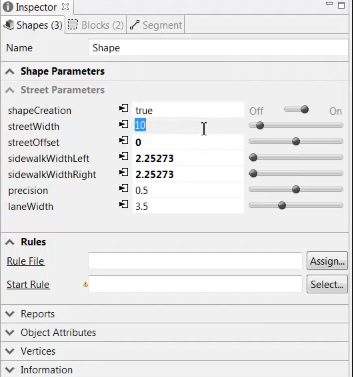 Inspector
Shapes (3) Blocks (2) Segment
Name Shape
Shape Parameters
Street Parameters
shapeCreation true Off On
streetWidth 10
streetOffset 0
sidewalkWidthLeft 2.25273
sidewalkWidthRight 2.25273
precision 0.5
laneWidth 3.5
Rules
Rule File Assign...
Start Rule Select...
Reports
Object Attributes
Vertices
Information